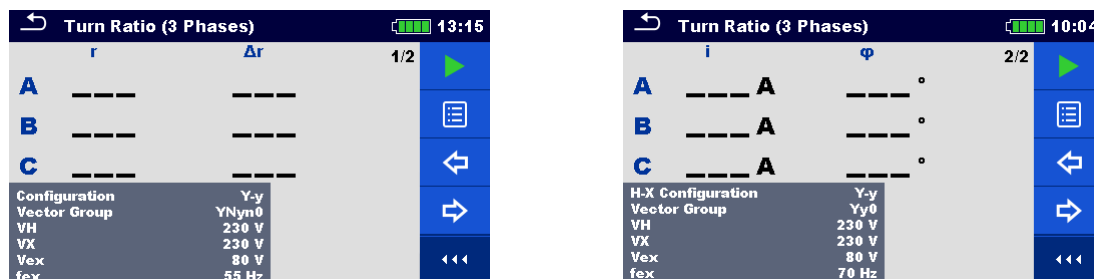 Turn Ratio (3 Phases) 13:15
r Δr 1/2
A ___ ___
B ___ ___
C ___ ___
Configuration Y-y
Vector Group YNyn0
VH 230 V
VX 230 V
Vex 80 V
fex 55 Hz
Turn Ratio (3 Phases) 10:04
i φ 2/2
A ___ A ___ °
B ___ A ___ °
C ___ A ___ °
H-X Configuration Y-y
Vector Group Yy0
VH 230 V
VX 230 V
Vex 80 V
fex 70 Hz